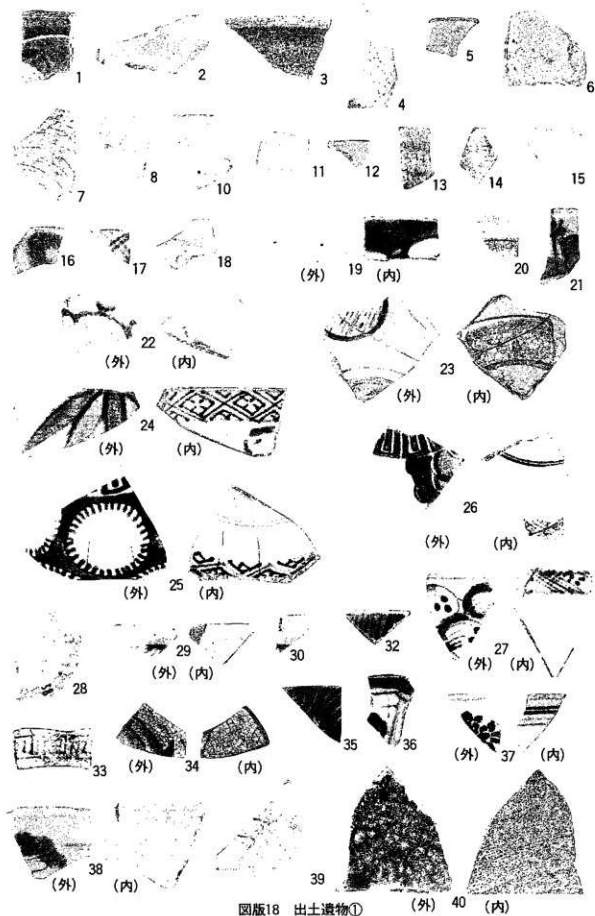 1 2 3 4 5 6
7 8 10 11 12 13 14 15
16 17 18 (外) 19 (内) 20 21
22 (外) (内) 23 (外) (内)
24 (外) (内)
26 (外) (内)
25 (外) (内)
27 (外) (内)
28 29 (外) (内) 30 32
33 (外) 34 (内) 35 36 (外) 37 (内)
38 (外) (内) 39 (外) 40 (内)
図版18 出土遺物①